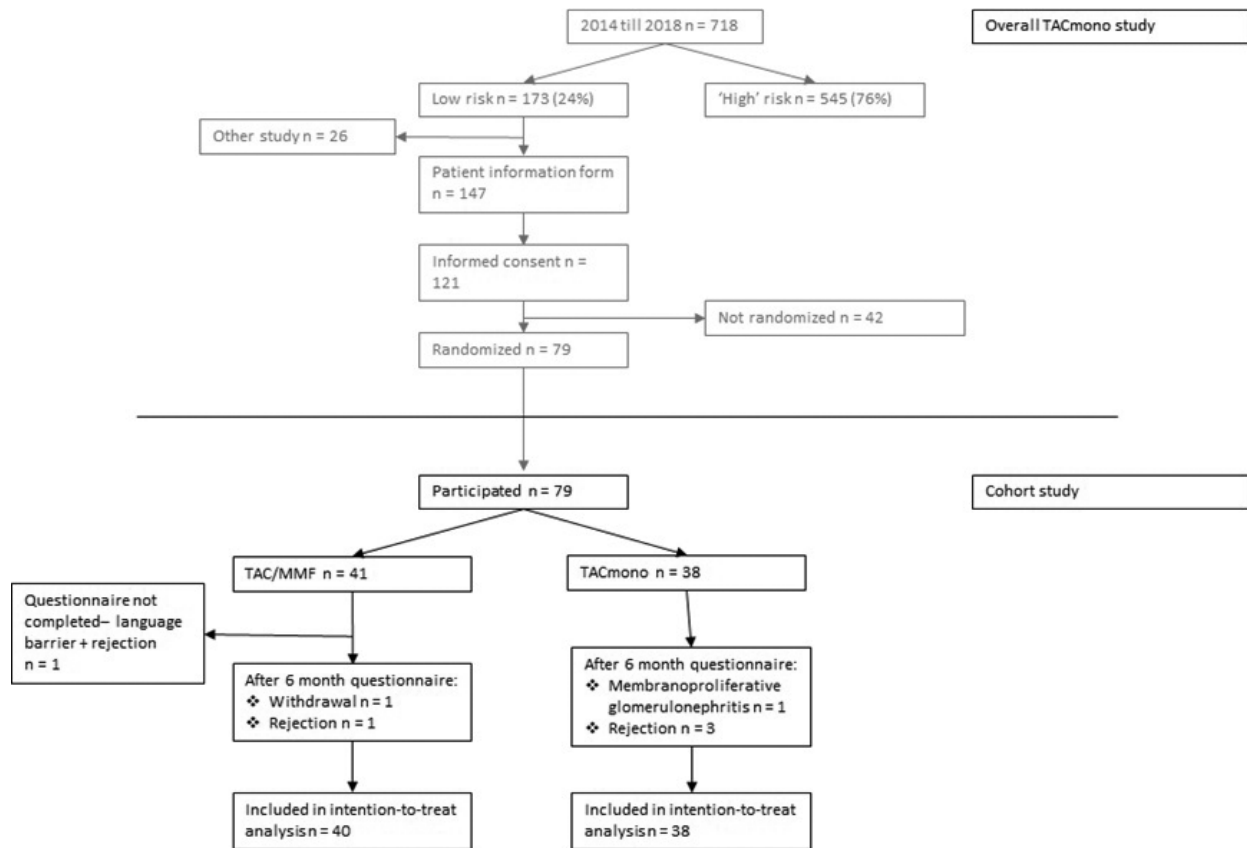 2014 till 2018 n = 718
Overall TACmono study
Low risk n = 173 (24%)
‘High’ risk n = 545 (76%)
Other study n = 26
Patient information form
n = 147
Informed consent n =
121
Not randomized n = 42
Randomized n = 79
Participated n = 79
Cohort study
TAC/MMF n = 41
TACmono n = 38
Questionnaire not
completed– language
barrier + rejection
n = 1
After 6 month questionnaire:
❖ Withdrawal n = 1
❖ Rejection n = 1
After 6 month questionnaire:
❖ Membranoproliferative
glomerulonephritis n = 1
❖ Rejection n = 3
Included in intention-to-treat
analysis n = 40
Included in intention-to-treat
analysis n = 38